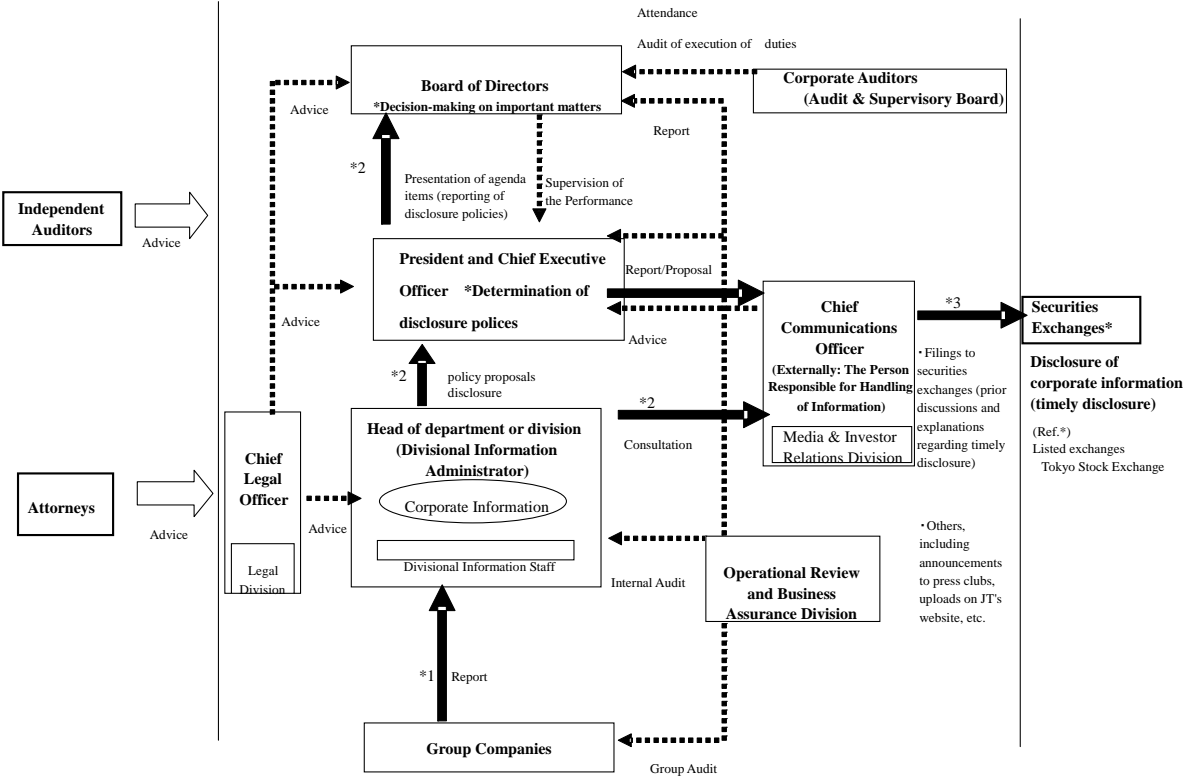 Attendance
Audit of execution of duties
Board of Directors
*Decision-making on important matters
Corporate Auditors
(Audit & Supervisory Board)
Advice
Report
*2
Presentation of agenda
items (reporting of
disclosure policies)
Supervision of
the Performance
Independent
Auditors
Advice
President and Chief Executive
Officer *Determination of
disclosure polices
Report/Proposal
Advice
Advice
Chief
Communications
Officer
(Externally: The Person
Responsible for Handling
of Information)
Media & Investor
Relations Division
*3
Securities
Exchanges*
・Filings to
securities
exchanges (prior
discussions and
explanations
regarding timely
disclosure)
Disclosure of
corporate information
(timely disclosure)
(Ref.*)
Listed exchanges
Tokyo Stock Exchange
*2
policy proposals
disclosure
*2
Consultation
Head of department or division
(Divisional Information
Administrator)
Corporate Information
Divisional Information Staff
Chief
Legal
Officer
Legal
Division
Advice
Attorneys
Advice
Internal Audit
Operational Review
and Business
Assurance Division
・Others,
including
announcements
to press clubs,
uploads on JT's
website, etc.
*1
Report
Group Companies
Group Audit